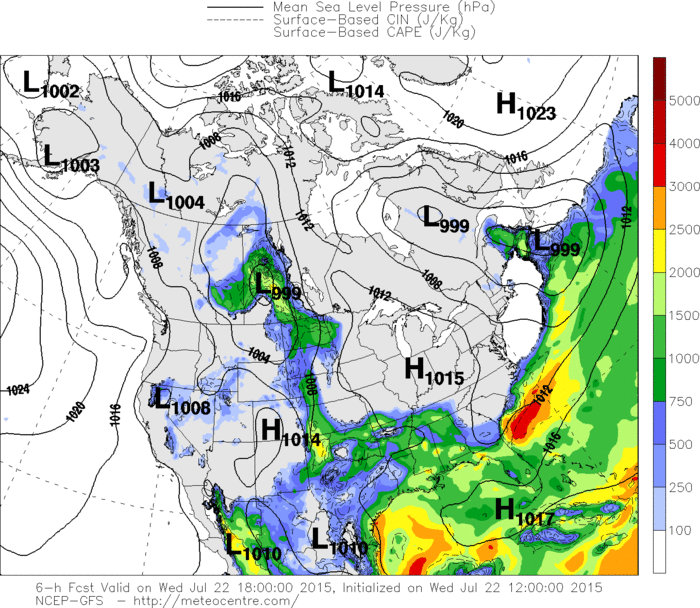 Mean Sea Level Pressure (hPa)
Surface-Based CIN (J/Kg)
Surface-Based CAPE (J/Kg)
L1002
L1014
H1023
1016
1020
1008
1012
1016
L1003
L1004
L999
L999
1012
1012
1008
1008
L999
1012
1004
1008
H1015
1024
1020
1016
L1008
1012
H1014
1016
H1017
L1010
L1010
5000
4000
3000
2500
2000
1500
1000
750
500
250
100
6-h Fcst Valid on Wed Jul 22 18:00:00 2015, Initialized on Wed Jul 22 12:00:00 2015
NCEP-GFS – http://meteocentre.com/